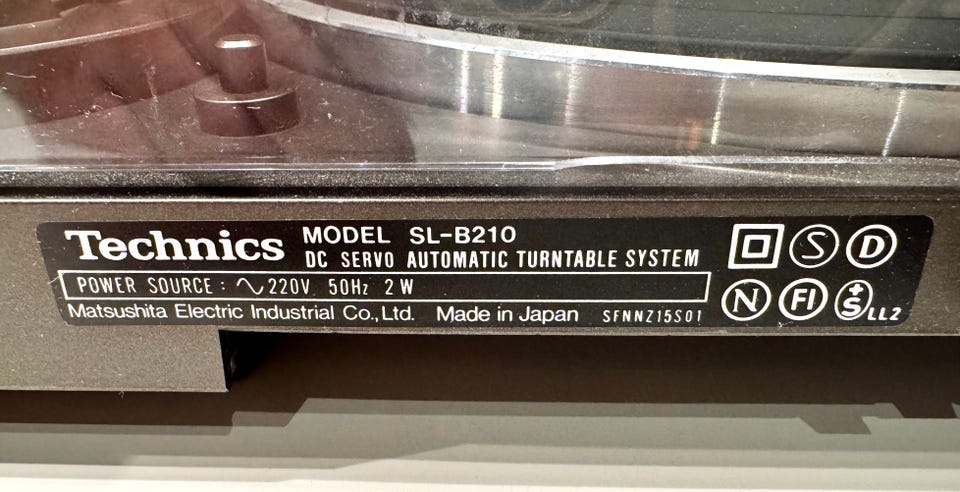 Technics MODEL SL-B210
DC SERVO AUTOMATIC TURNTABLE SYSTEM
POWER SOURCE : ∿220V 50Hz 2W
Matsushita Electric Industrial Co.,Ltd. Made in Japan SFNNZ15S01
S D
N FI +S LL2